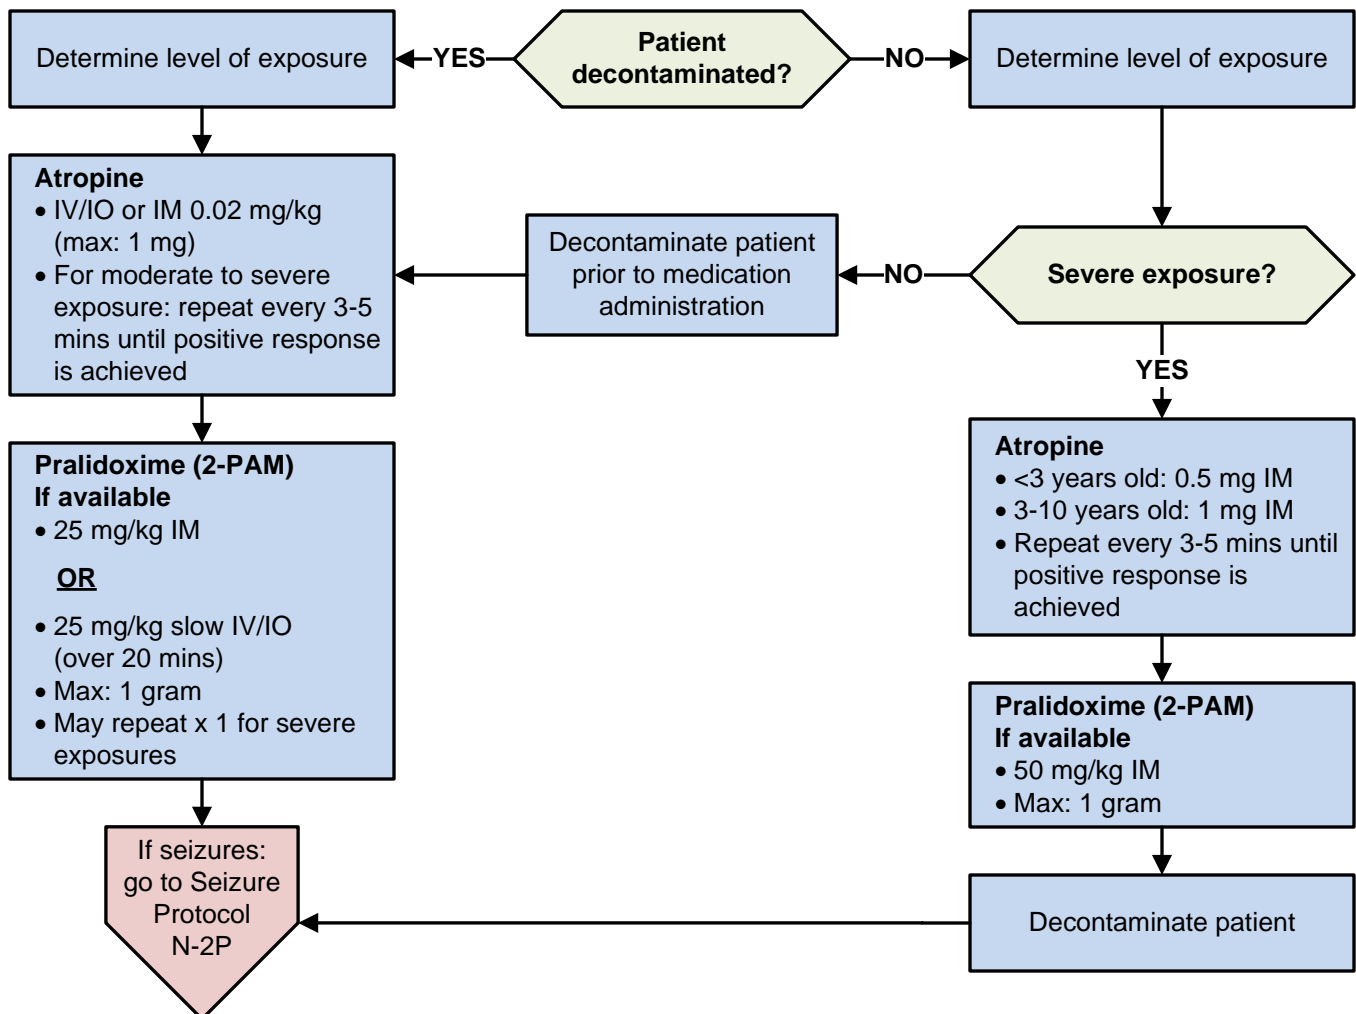 Patient
decontaminated?
YES
NO
Determine level of exposure
Determine level of exposure
Atropine
• IV/IO or IM 0.02 mg/kg
(max: 1 mg)
• For moderate to severe
exposure: repeat every 3-5
mins until positive response
is achieved
Decontaminate patient
prior to medication
administration
NO
Severe exposure?
YES
Pralidoxime (2-PAM)
If available
• 25 mg/kg IM
OR
• 25 mg/kg slow IV/IO
(over 20 mins)
• Max: 1 gram
• May repeat x 1 for severe
exposures
Atropine
• <3 years old: 0.5 mg IM
• 3-10 years old: 1 mg IM
• Repeat every 3-5 mins until
positive response is
achieved
Pralidoxime (2-PAM)
If available
• 50 mg/kg IM
• Max: 1 gram
Decontaminate patient
If seizures:
go to Seizure
Protocol
N-2P